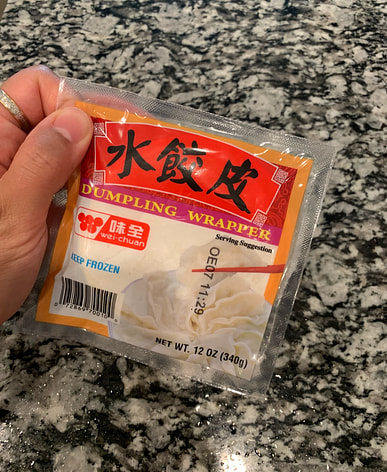 水餃皮
DUMPLING WRAPPER
味全
wei-chuan
Serving Suggestion
KEEP FROZEN
OE07 11:29
NET WT. 12 OZ (340g)